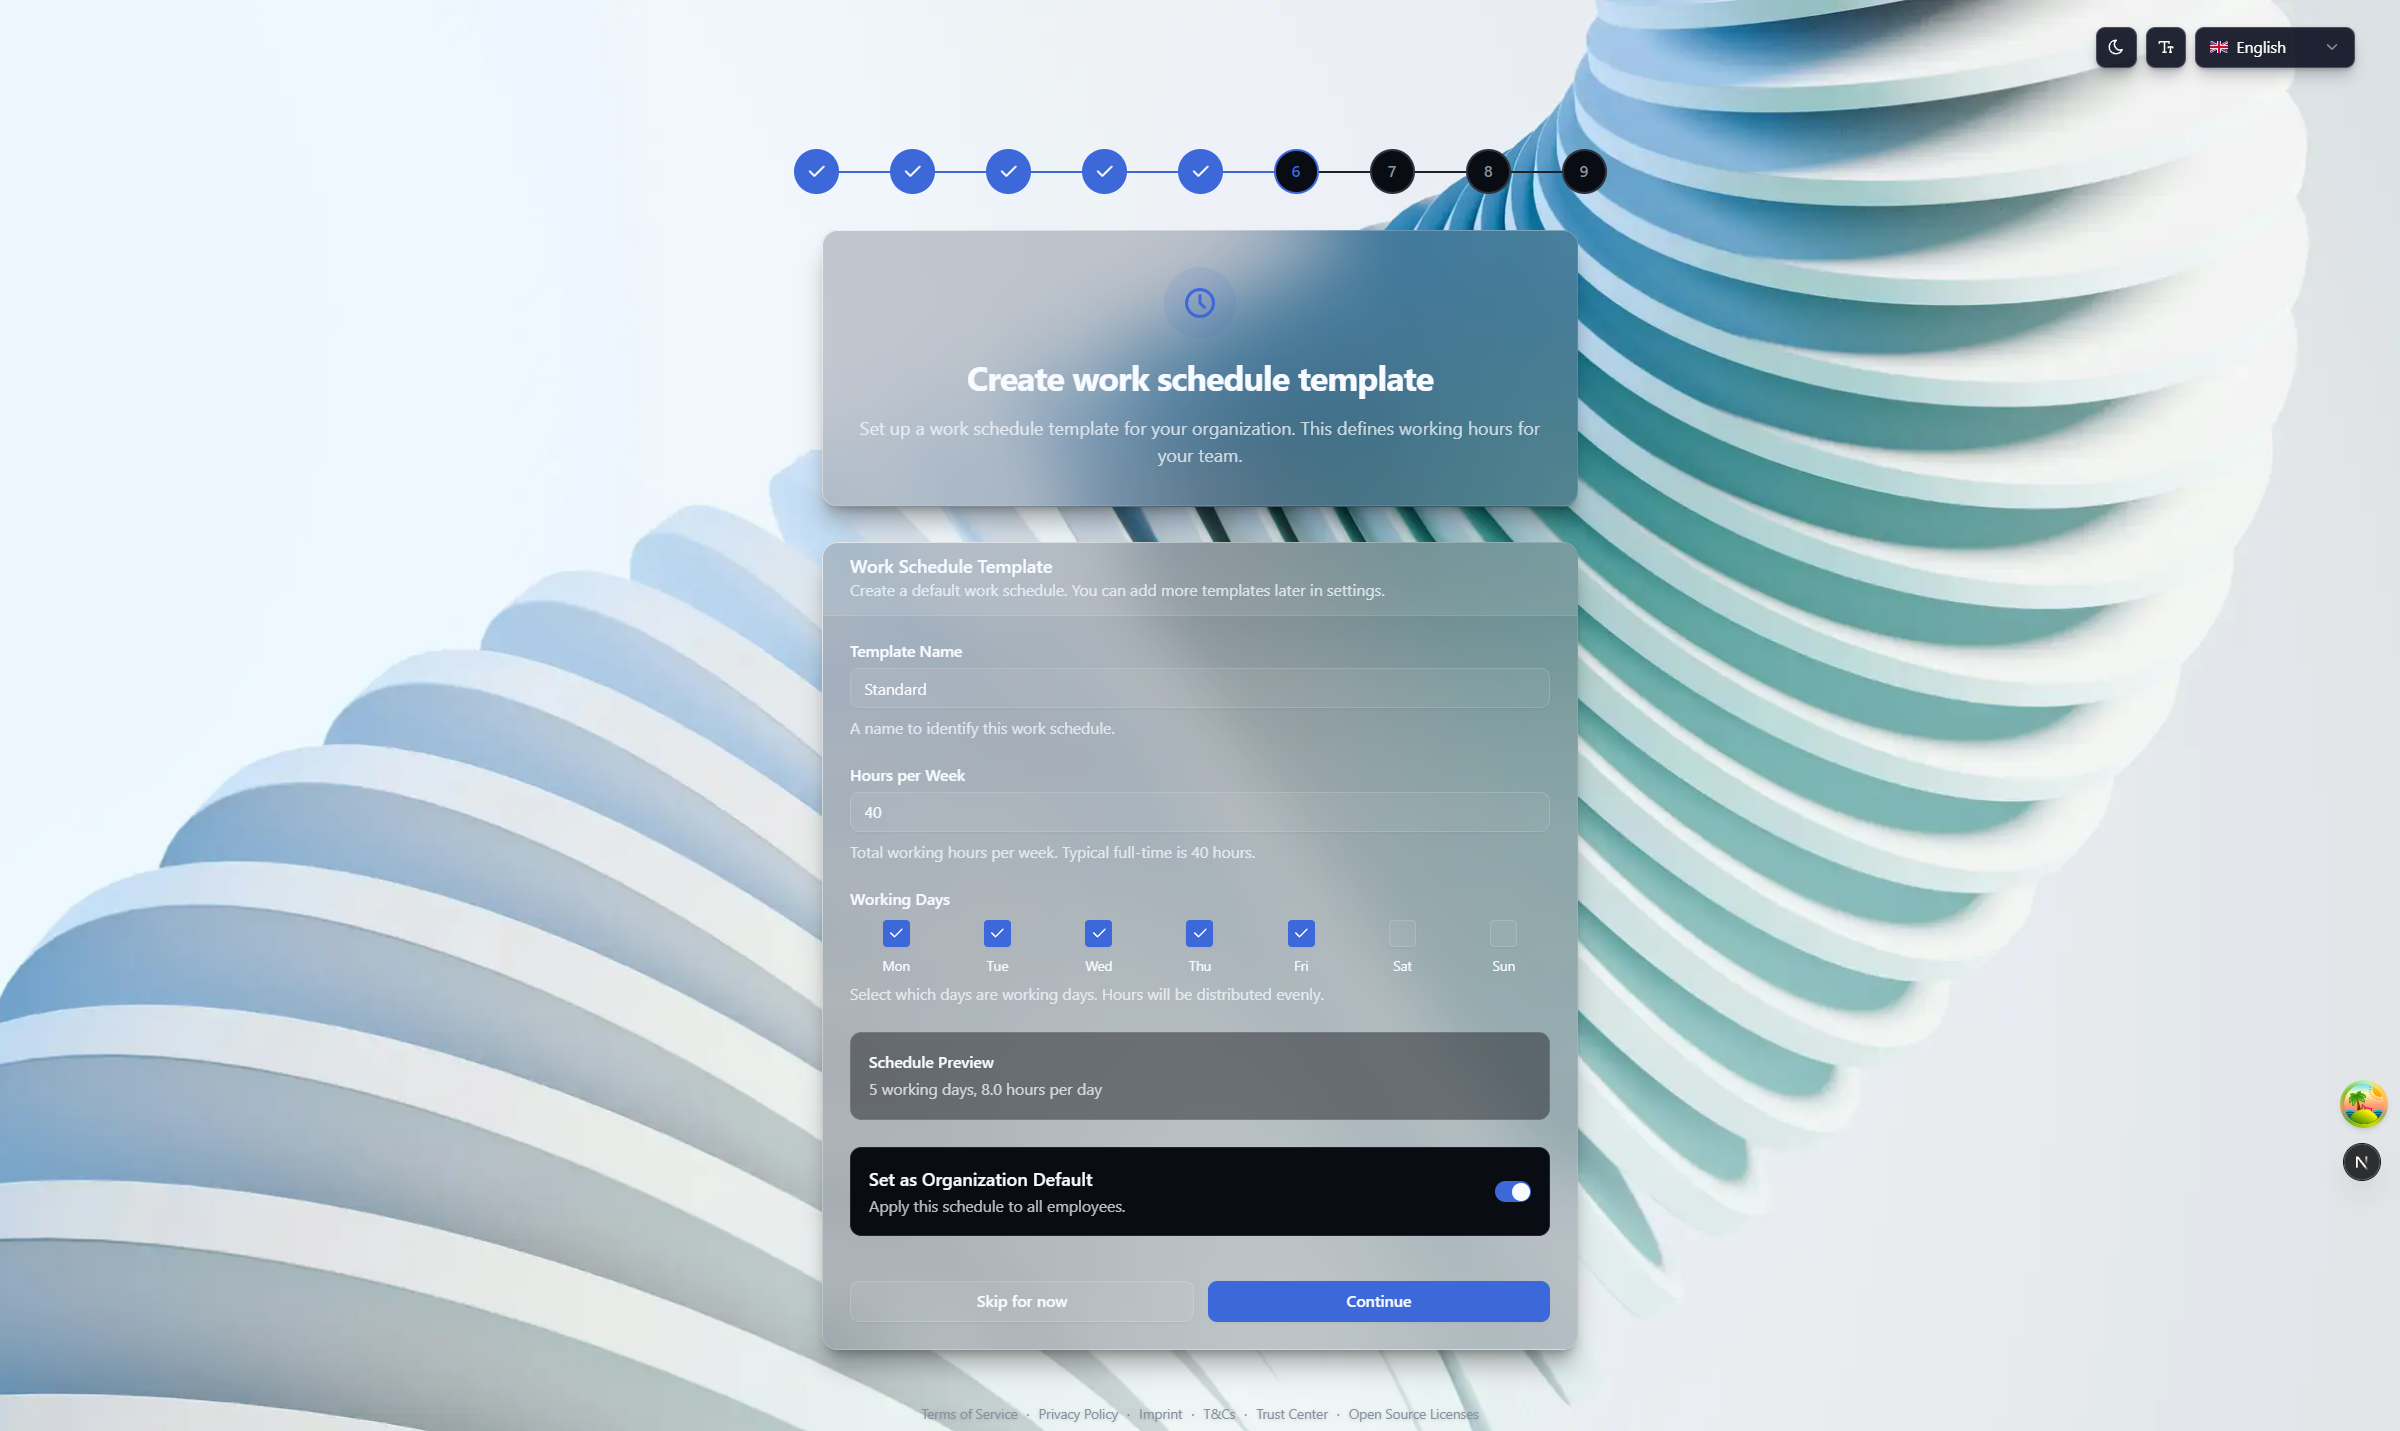 English
6
7
8
9
Create work schedule template
Set up a work schedule template for your organization. This defines working hours for
your team.
Work Schedule Template
Create a default work schedule. You can add more templates later in settings.
Template Name
Standard
A name to identify this work schedule.
Hours per Week
40
Total working hours per week. Typical full-time is 40 hours.
Working Days
Mon Tue Wed Thu Fri Sat Sun
Select which days are working days. Hours will be distributed evenly.
Schedule Preview
5 working days, 8.0 hours per day
Set as Organization Default
Apply this schedule to all employees.
Skip for now
Continue
Terms of Service · Privacy Policy · Imprint · T&Cs · Trust Center · Open Source Licenses